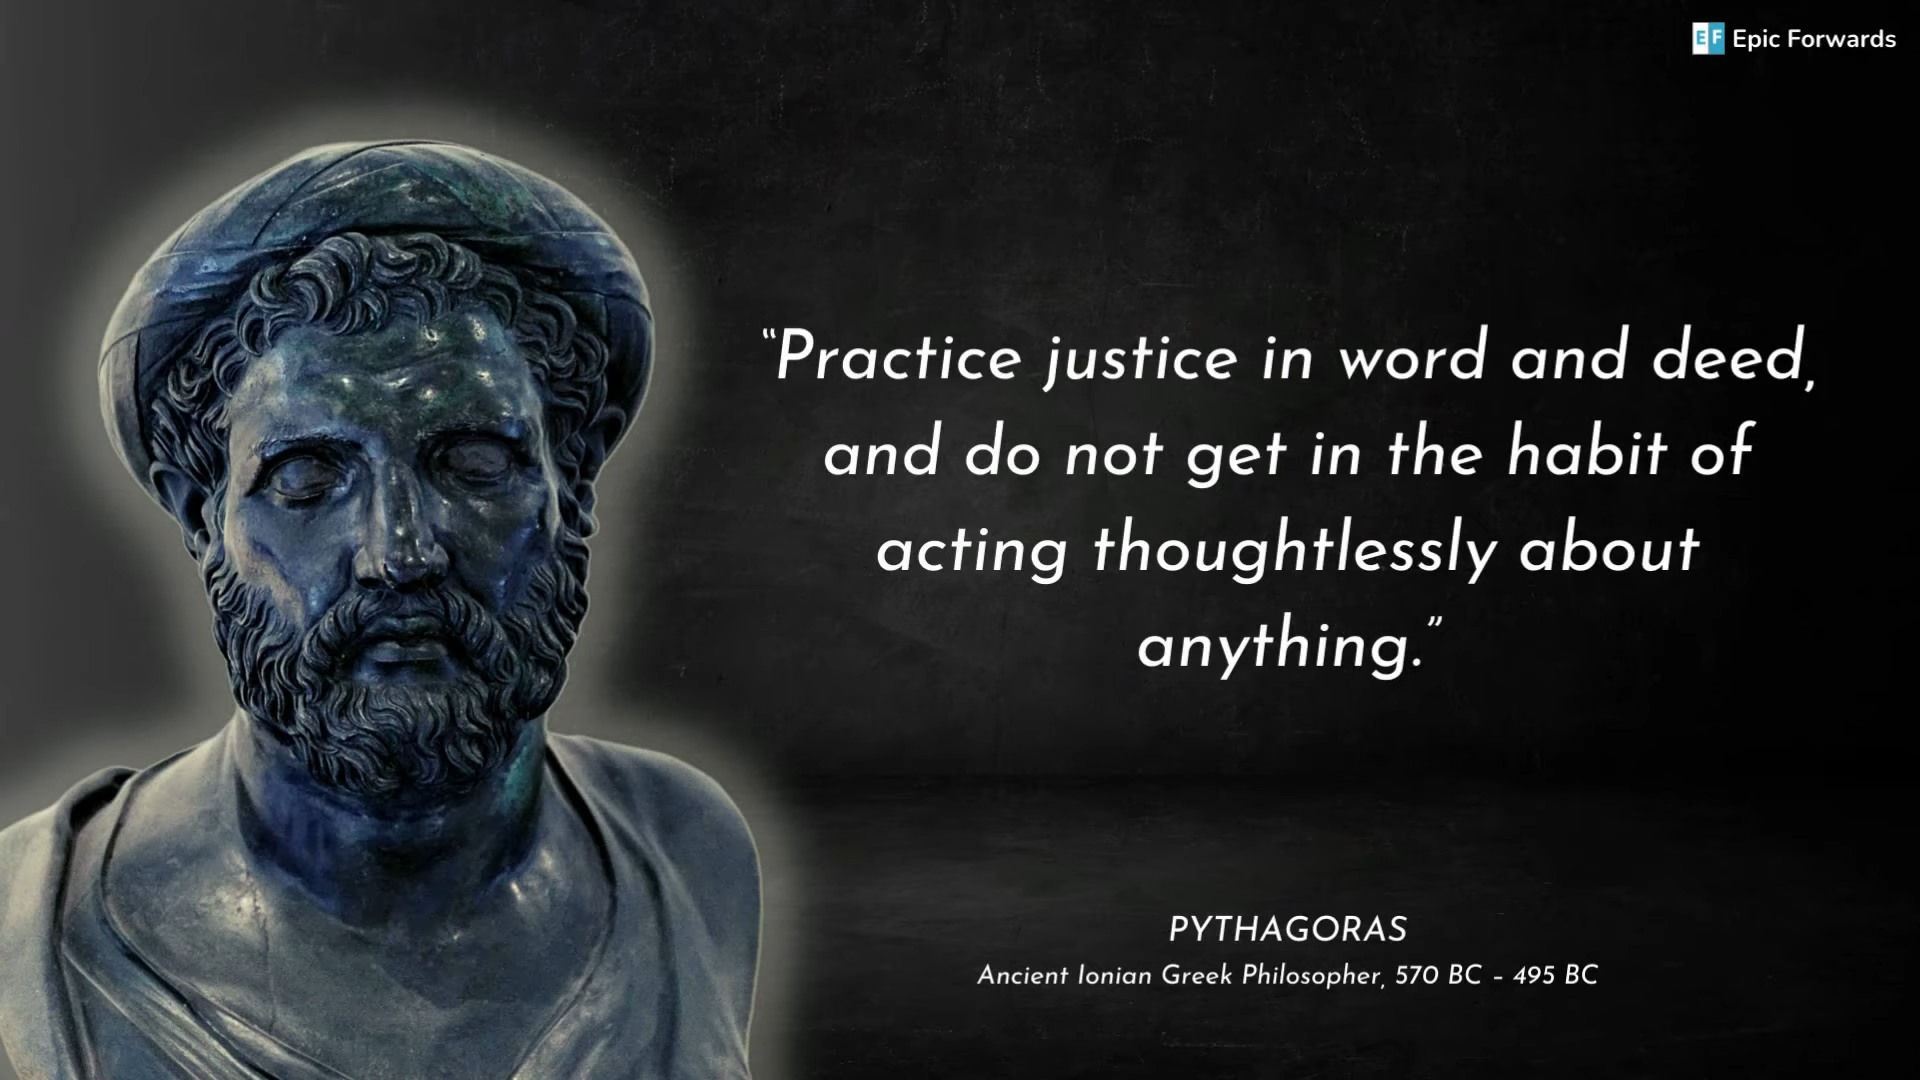 EF Epic Forwards
“Practice justice in word and deed,
and do not get in the habit of
acting thoughtlessly about
anything.”
PYTHAGORAS
Ancient Ionian Greek Philosopher, 570 BC – 495 BC